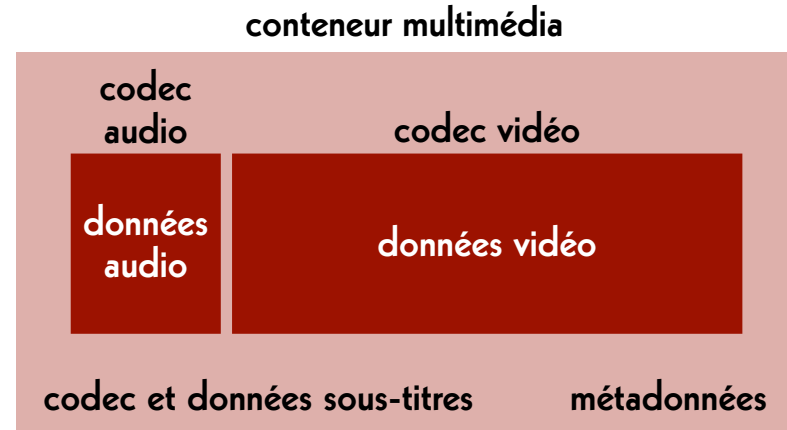 conteneur multimédia
codec
audio
codec vidéo
données
audio
données vidéo
codec et données sous-titres
métadonnées